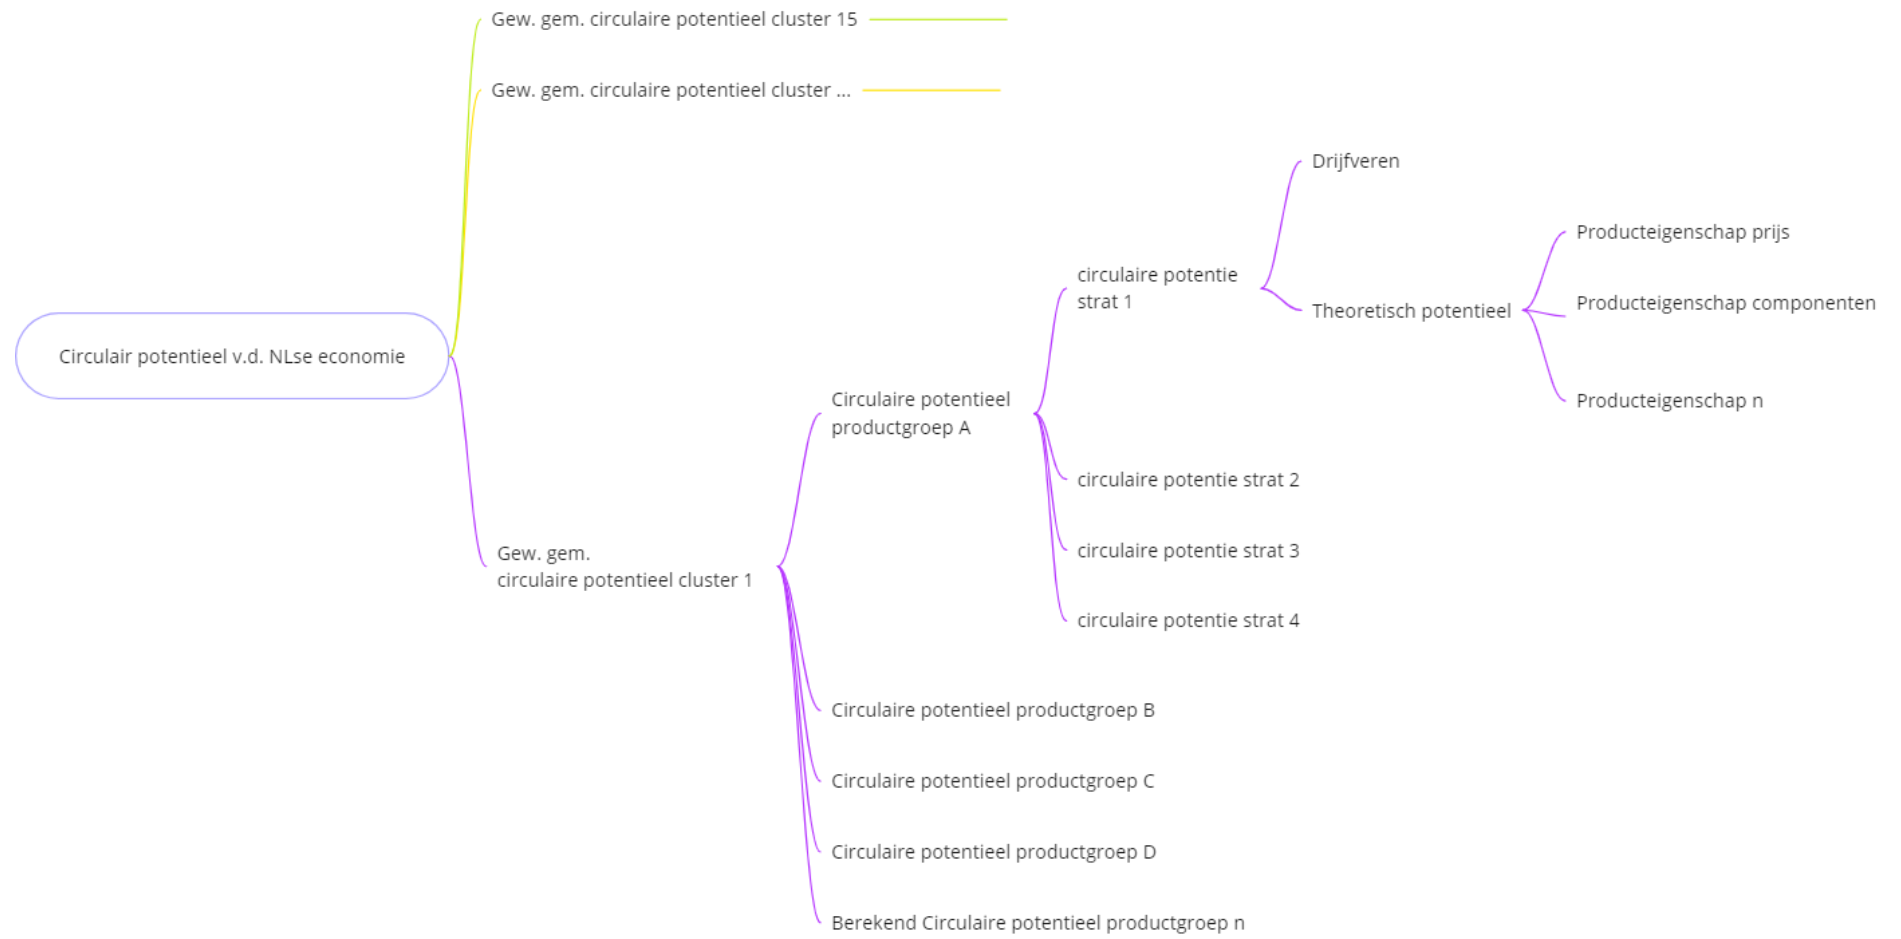 Gew. gem. circulaire potentieel cluster 15
Gew. gem. circulaire potentieel cluster ...
Drijfveren
Producteigenschap prijs
circulaire potentie
strat 1
Theoretisch potentieel
Producteigenschap componenten
Circulair potentieel v.d. NLse economie
Circulaire potentieel
productgroep A
Producteigenschap n
circulaire potentie strat 2
circulaire potentie strat 3
Gew. gem.
circulaire potentieel cluster 1
circulaire potentie strat 4
Circulaire potentieel productgroep B
Circulaire potentieel productgroep C
Circulaire potentieel productgroep D
Berekend Circulaire potentieel productgroep n